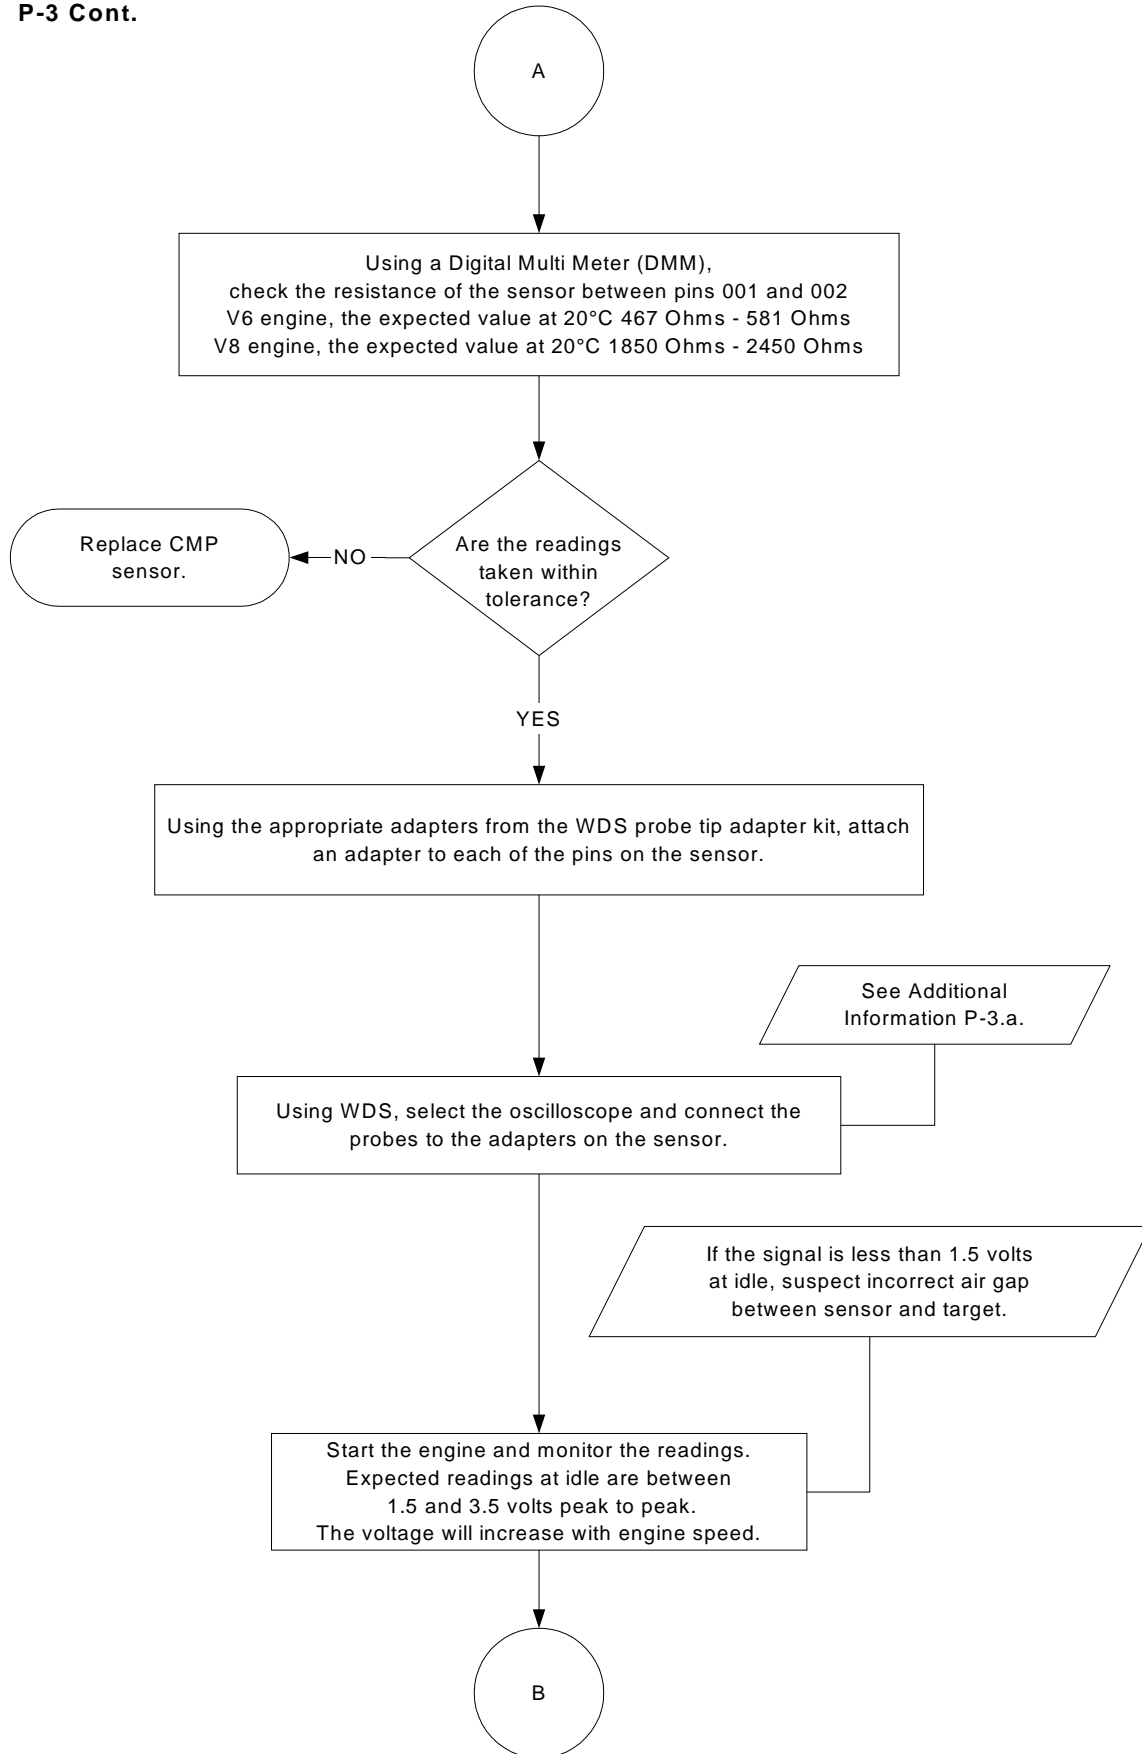 P-3 Cont.
A
Using a Digital Multi Meter (DMM),
check the resistance of the sensor between pins 001 and 002
V6 engine, the expected value at 20°C 467 Ohms - 581 Ohms
V8 engine, the expected value at 20°C 1850 Ohms - 2450 Ohms
Replace CMP
sensor.
NO
Are the readings
taken within
tolerance?
YES
Using the appropriate adapters from the WDS probe tip adapter kit, attach
an adapter to each of the pins on the sensor.
See Additional
Information P-3.a.
Using WDS, select the oscilloscope and connect the
probes to the adapters on the sensor.
If the signal is less than 1.5 volts
at idle, suspect incorrect air gap
between sensor and target.
Start the engine and monitor the readings.
Expected readings at idle are between
1.5 and 3.5 volts peak to peak.
The voltage will increase with engine speed.
B